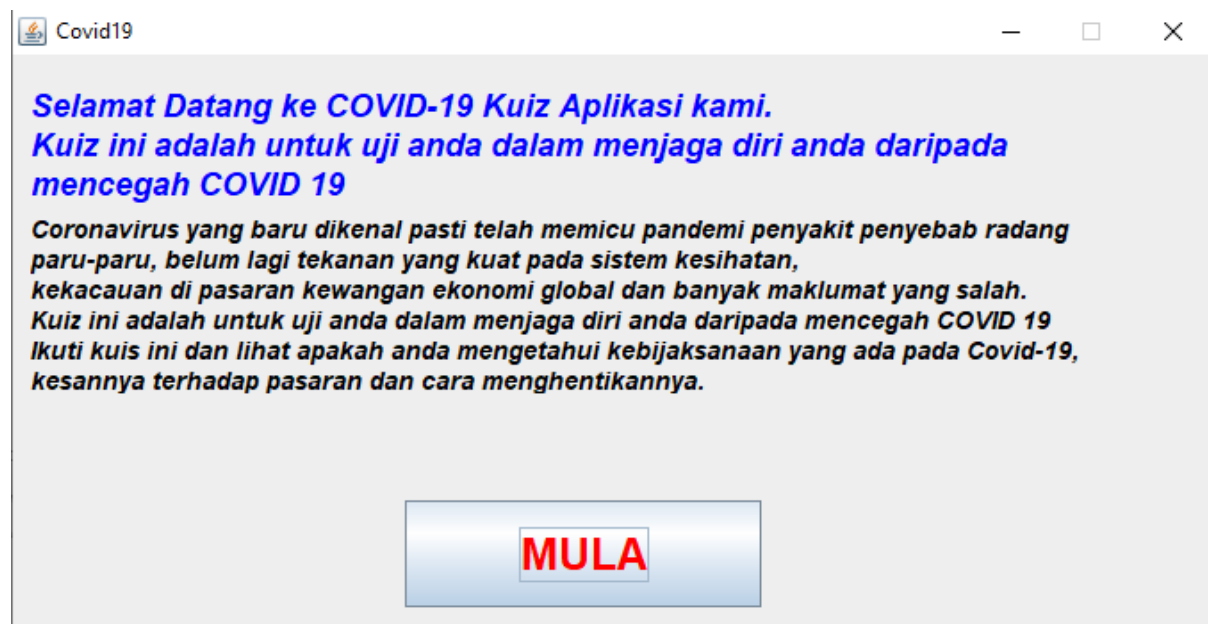 Covid19
Selamat Datang ke COVID-19 Kuiz Aplikasi kami.
Kuiz ini adalah untuk uji anda dalam menjaga diri anda daripada
mencegah COVID 19
Coronavirus yang baru dikenal pasti telah memicu pandemi penyakit penyebab radang
paru-paru, belum lagi tekanan yang kuat pada sistem kesihatan,
kekacauan di pasaran kewangan ekonomi global dan banyak maklumat yang salah.
Kuiz ini adalah untuk uji anda dalam menjaga diri anda daripada mencegah COVID 19
Ikuti kuis ini dan lihat apakah anda mengetahui kebijaksanaan yang ada pada Covid-19,
kesannya terhadap pasaran dan cara menghentikannya.
MULA